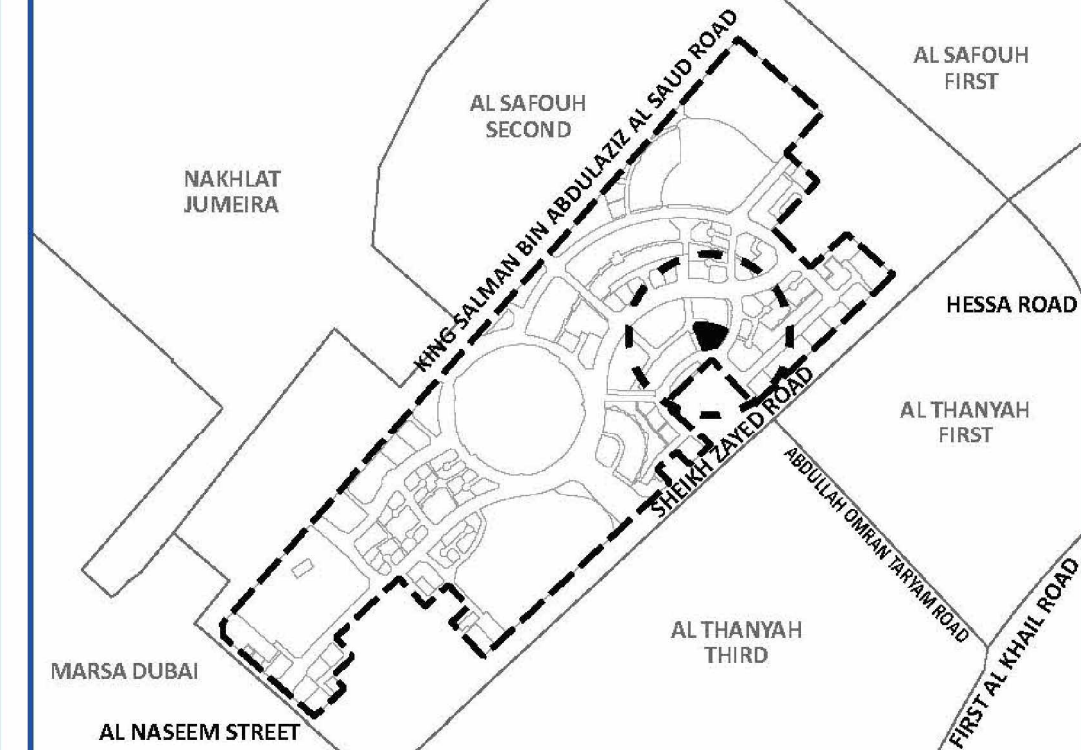 AL SAFOUH
FIRST
AL SAFOUH
SECOND
KING SALMAN BIN ABDULAZIZ AL SAUD ROAD
NAKHLAT
JUMEIRA
HESSA ROAD
AL THANYAH
FIRST
SHEIKH ZAYED ROAD
ABDULLAH OMRAN TARYAM ROAD
FIRST AL KHAIL ROAD
AL THANYAH
THIRD
MARSA DUBAI
AL NASEEM STREET